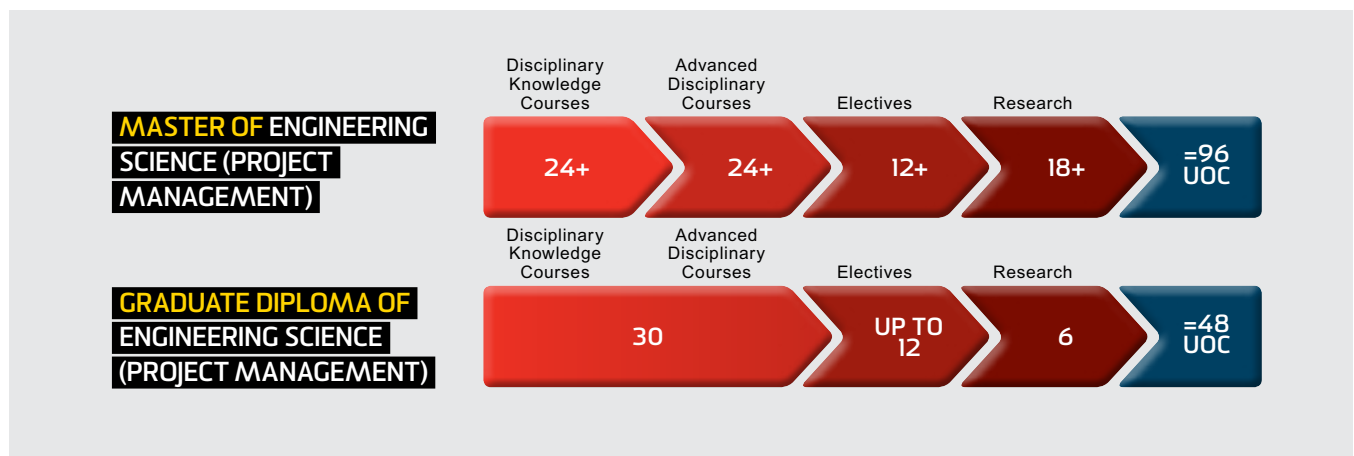 MASTER OF ENGINEERING
SCIENCE (PROJECT
MANAGEMENT)
Disciplinary
Knowledge
Courses
Advanced
Disciplinary
Courses
Electives
Research
24+
24+
12+
18+
=96
UOC
GRADUATE DIPLOMA OF
ENGINEERING SCIENCE
(PROJECT MANAGEMENT)
Disciplinary
Knowledge
Courses
Advanced
Disciplinary
Courses
Electives
Research
30
UP TO
12
6
=48
UOC